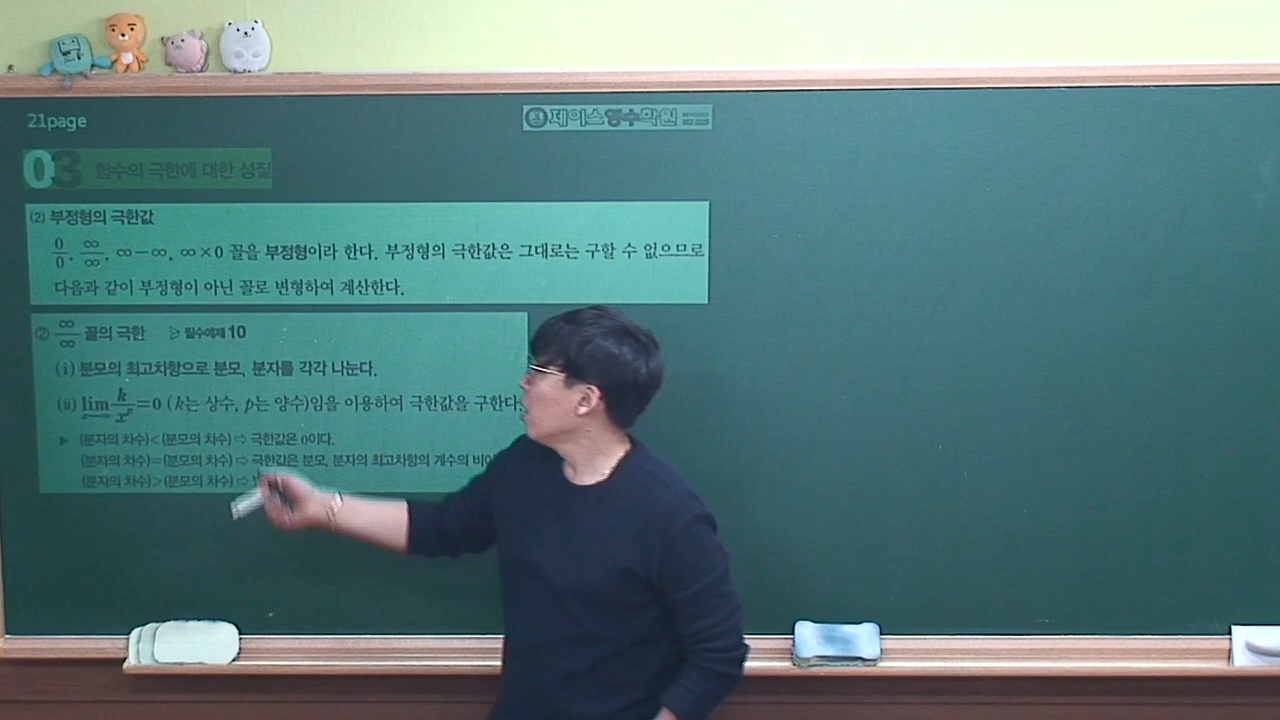 21page
제이스영수학원
03 함수의 극한에 대한 성질
(2) 부정형의 극한값
0/0, ∞/∞, ∞-∞, ∞×0 꼴을 부정형이라 한다. 부정형의 극한값은 그대로는 구할 수 없으므로
다음과 같이 부정형이 아닌 꼴로 변형하여 계산한다.
② ∞/∞ 꼴의 극한 ▷ 필수예제 10
(ⅰ) 분모의 최고차항으로 분모, 분자를 각각 나눈다.
(ⅱ) lim x→∞ k/x^p=0 (k는 상수, p는 양수)임을 이용하여 극한값을 구한다.
▶ (분자의 차수)<(분모의 차수) ⇨ 극한값은 0이다.
(분자의 차수)=(분모의 차수) ⇨ 극한값은 분모, 분자의 최고차항의 계수의 비이
(분자의 차수)>(분모의 차수) ⇨